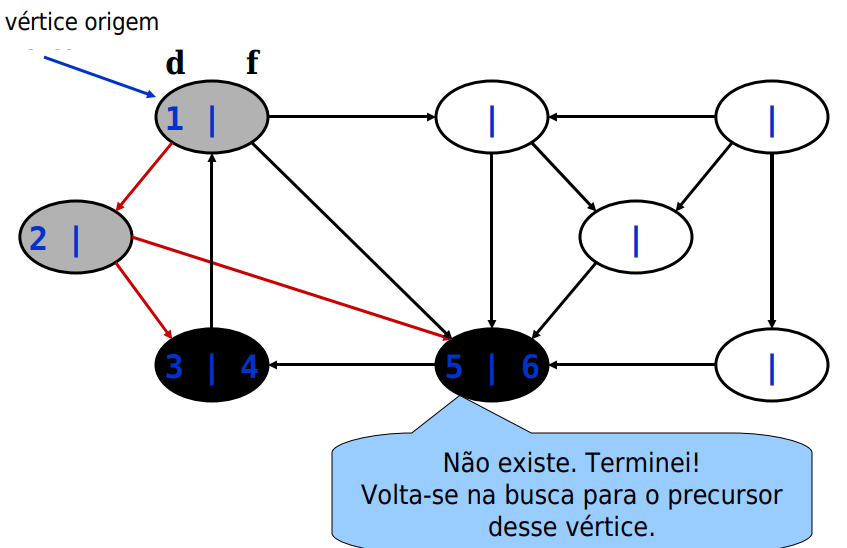 vértice origem
d f
1 | | |
2 | |
3 | 4 5 | 6 |
Não existe. Terminei!
Volta-se na busca para o precursor
desse vértice.